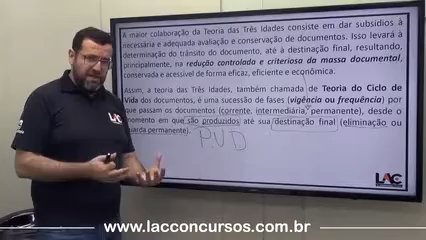 A maior colaboração da Teoria das Três Idades consiste em dar subsídios à
necessária e adequada avaliação e conservação de documentos. Isso levará à
determinação do trânsito do documento, até à destinação final, resultando,
principalmente, na redução controlada e criteriosa da massa documental,
conservada e acessível de forma eficaz, eficiente e econômica.
Assim, a teoria das Três Idades, também chamada de Teoria do Ciclo de
Vida dos documentos, é uma sucessão de fases (vigência ou frequência) por
que passam os documentos (corrente, intermediária, permanente), desde o
momento em que são produzidos até sua destinação final (eliminação ou
guarda permanente).
P.V D
LAC
LAC
www.lacconcursos.com.br